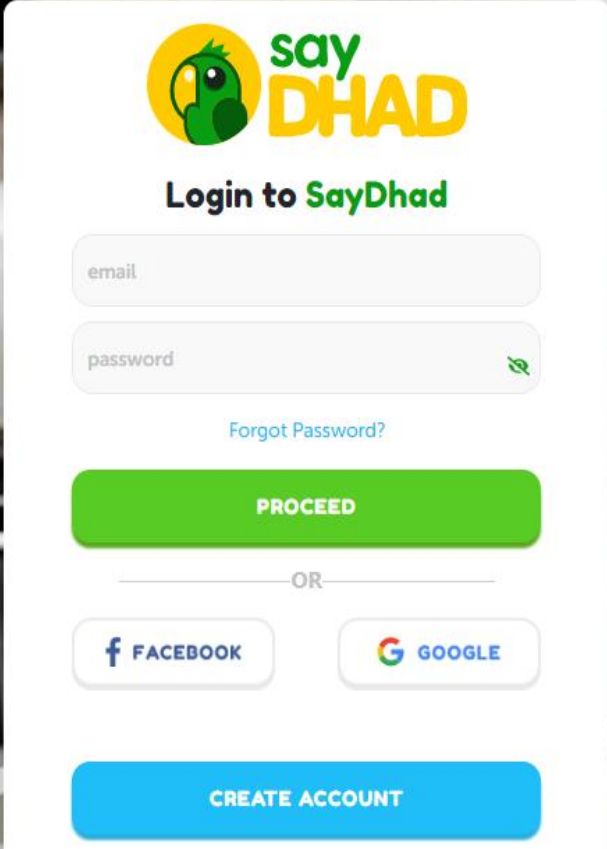 say
DHAD
Login to SayDhad
email
password
Forgot Password?
PROCEED
OR
FACEBOOK
GOOGLE
CREATE ACCOUNT